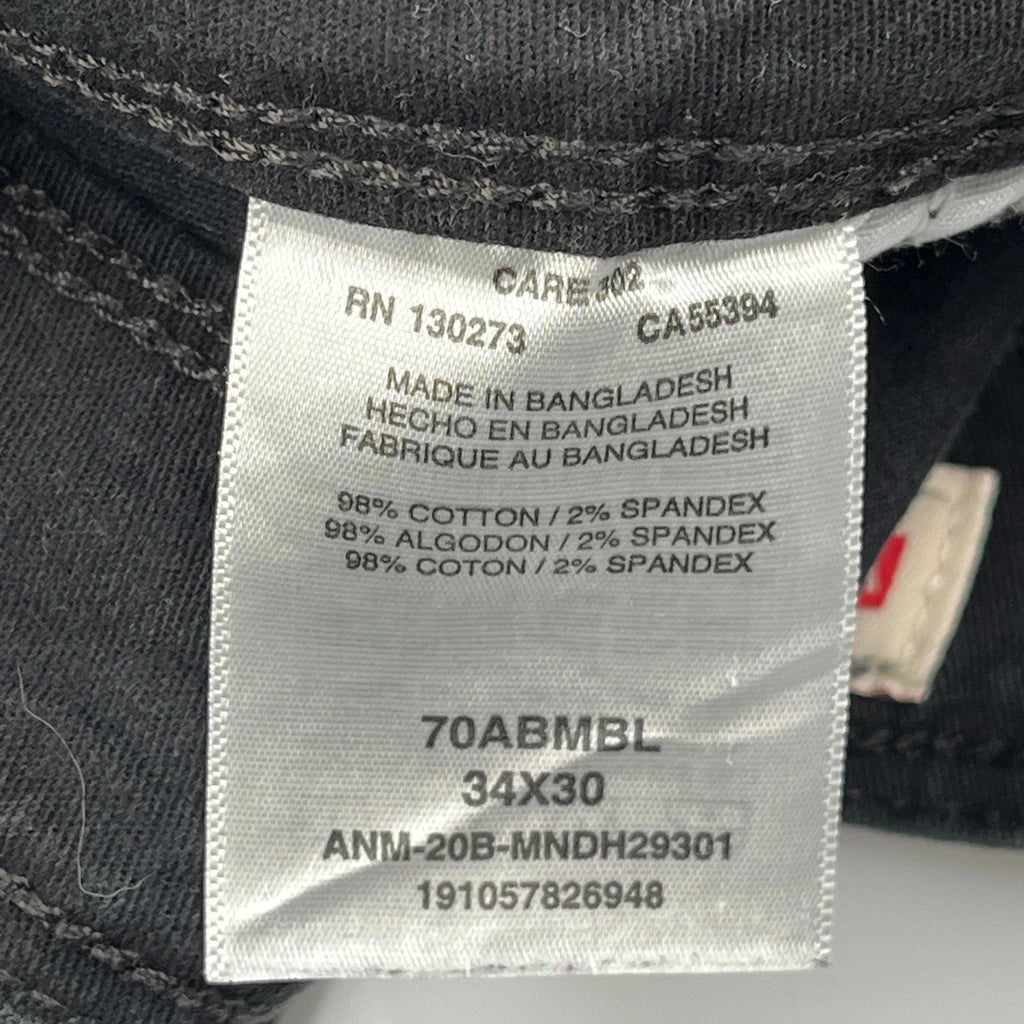 CARE 302
RN 130273 CA55394
MADE IN BANGLADESH
HECHO EN BANGLADESH
FABRIQUE AU BANGLADESH
98% COTTON / 2% SPANDEX
98% ALGODON / 2% SPANDEX
98% COTON / 2% SPANDEX
70ABMBL
34X30
ANM-20B-MNDH29301
191057826948